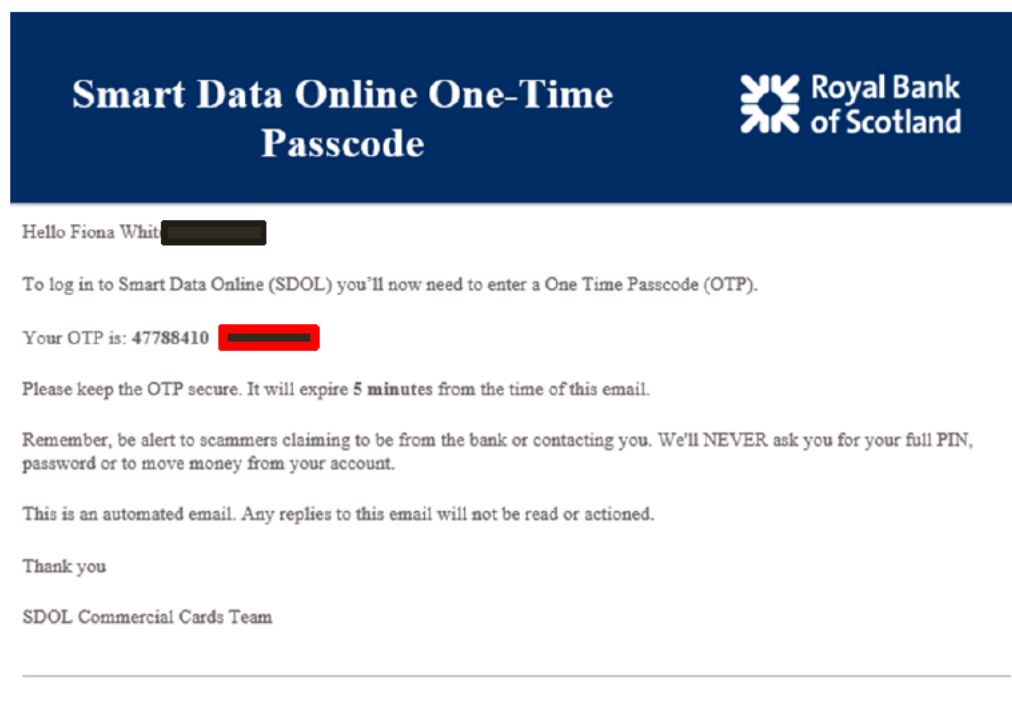 Smart Data Online One-Time
Passcode
Royal Bank
of Scotland
Hello Fiona
To log in to Smart Data Online (SDOL) you'll now need to enter a One Time Passcode (OTP).
Your OTP is: 47788410
Please keep the OTP secure. It will expire 5 minutes from the time of this email.
Remember, be alert to scammers claiming to be from the bank or contacting you. We'll NEVER ask you for your full PIN,
password or to move money from your account.
This is an automated email. Any replies to this email will not be read or actioned.
Thank you
SDOL Commercial Cards Team